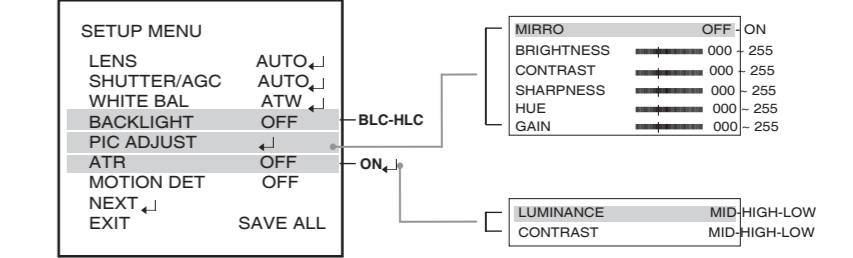 SETUP MENU
LENS AUTO↵
SHUTTER/AGC AUTO↵
WHITE BAL ATW↵
BACKLIGHT OFF BLC-HLC
PIC ADJUST ↵
ATR OFF ON↵
MOTION DET OFF
NEXT↵
EXIT SAVE ALL
MIRRO OFF - ON
BRIGHTNESS 000 ~ 255
CONTRAST 000 ~ 255
SHARPNESS 000 ~ 255
HUE 000 ~ 255
GAIN 000 ~ 255
LUMINANCE MID-HIGH-LOW
CONTRAST MID-HIGH-LOW